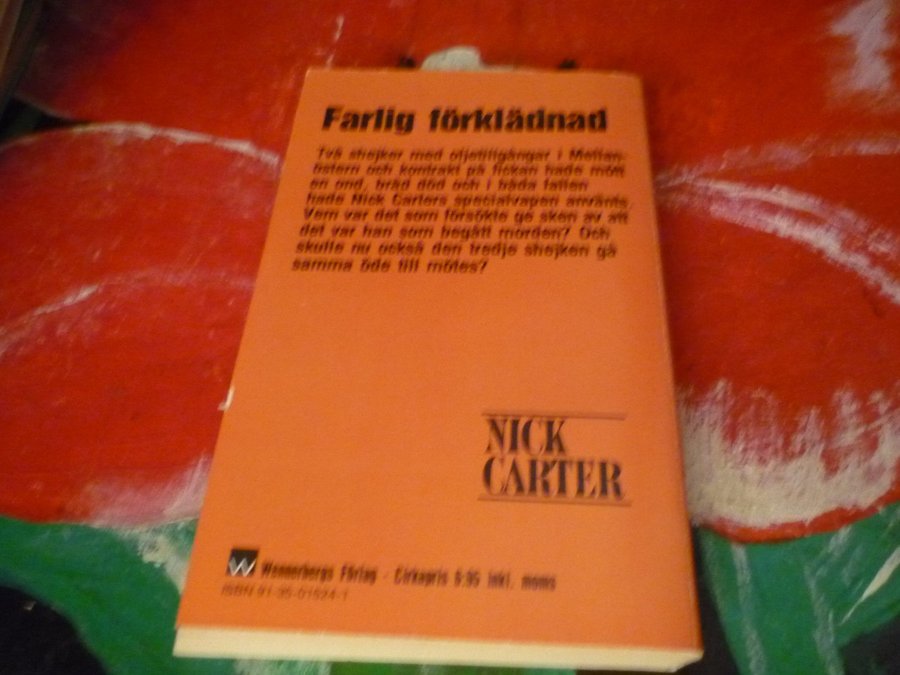 Farlig förklädnad
Två shejker med oljetillgångar i Mellan-
östern och kontrakt på fickan hade mött
en ond, bråd död och i båda fallen
hade Nick Carters specialvapen använts.
Vem var det som försökte ge sken av att
det var han som begått morden? Och
skulle nu också den tredje shejken gå
samma öde till mötes?
NICK
CARTER
W Wennerbergs Förlag - Cirkapris 6:95 inkl. moms
ISBN 91-35-01524-1